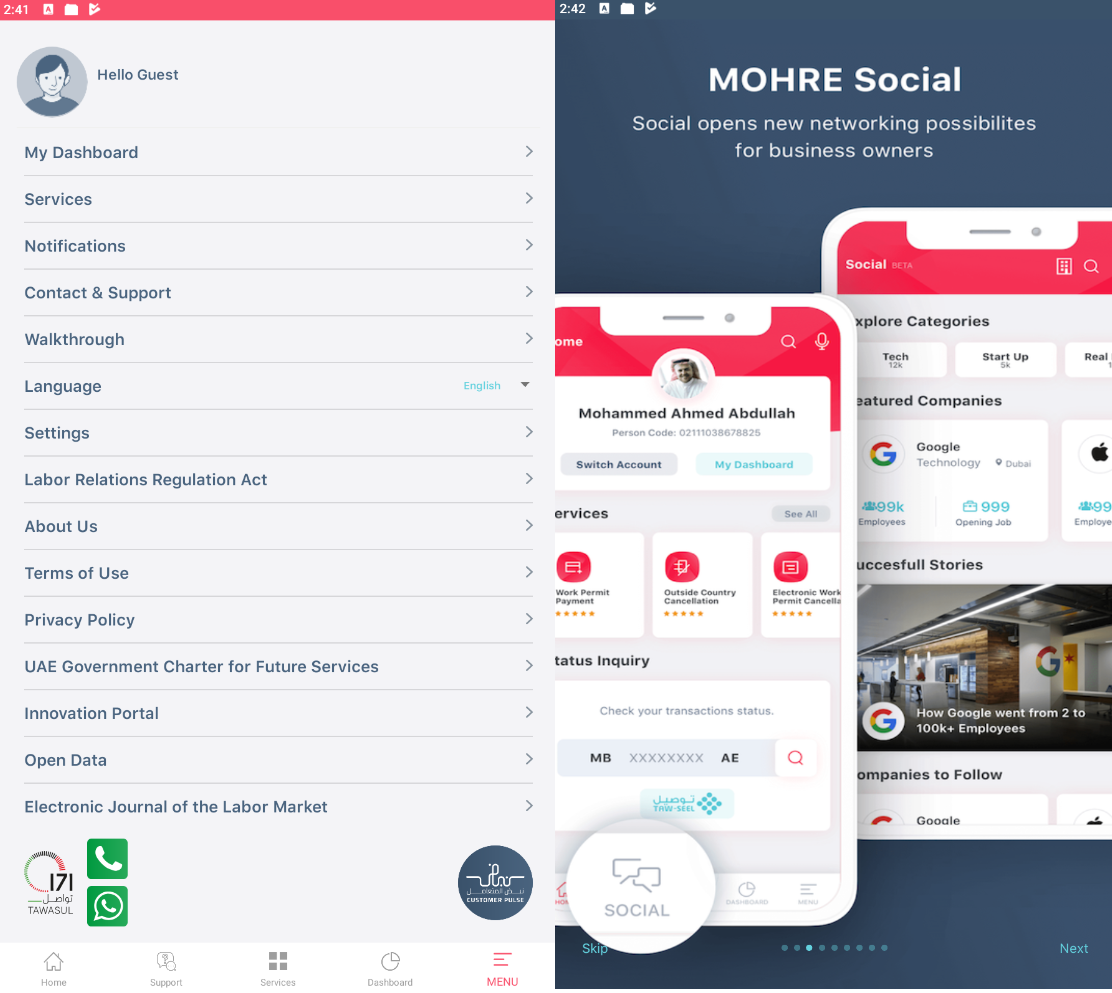 2:41
Hello Guest
My Dashboard
Services
Notifications
Contact & Support
Walkthrough
Language English
Settings
Labor Relations Regulation Act
About Us
Terms of Use
Privacy Policy
UAE Government Charter for Future Services
Innovation Portal
Open Data
Electronic Journal of the Labor Market
171
تواصل
TAWASUL
نبض المتعامل
CUSTOMER PULSE
Home
Support
Services
Dashboard
MENU
2:42
MOHRE Social
Social opens new networking possibilites
for business owners
ome
Mohammed Ahmed Abdullah
Person Code: 02111038678825
Switch Account
My Dashboard
ervices
See All
Work Permit
Payment
Outside Country
Cancellation
Electronic Work
Permit Cancella
tatus Inquiry
Check your transactions status.
MB XXXXXXXX AE
توصيل
TAW-SEEL
SOCIAL
HOM
DASHBOARD
MENU
Social BETA
xplore Categories
Tech
12k
Start Up
5k
Real
1
eatured Companies
Google
Technology
Dubai
99k
Employees
999
Opening Job
99
Employe
uccesfull Stories
How Google went from 2 to
100k+ Employees
ompanies to Follow
Google
Skip
Next